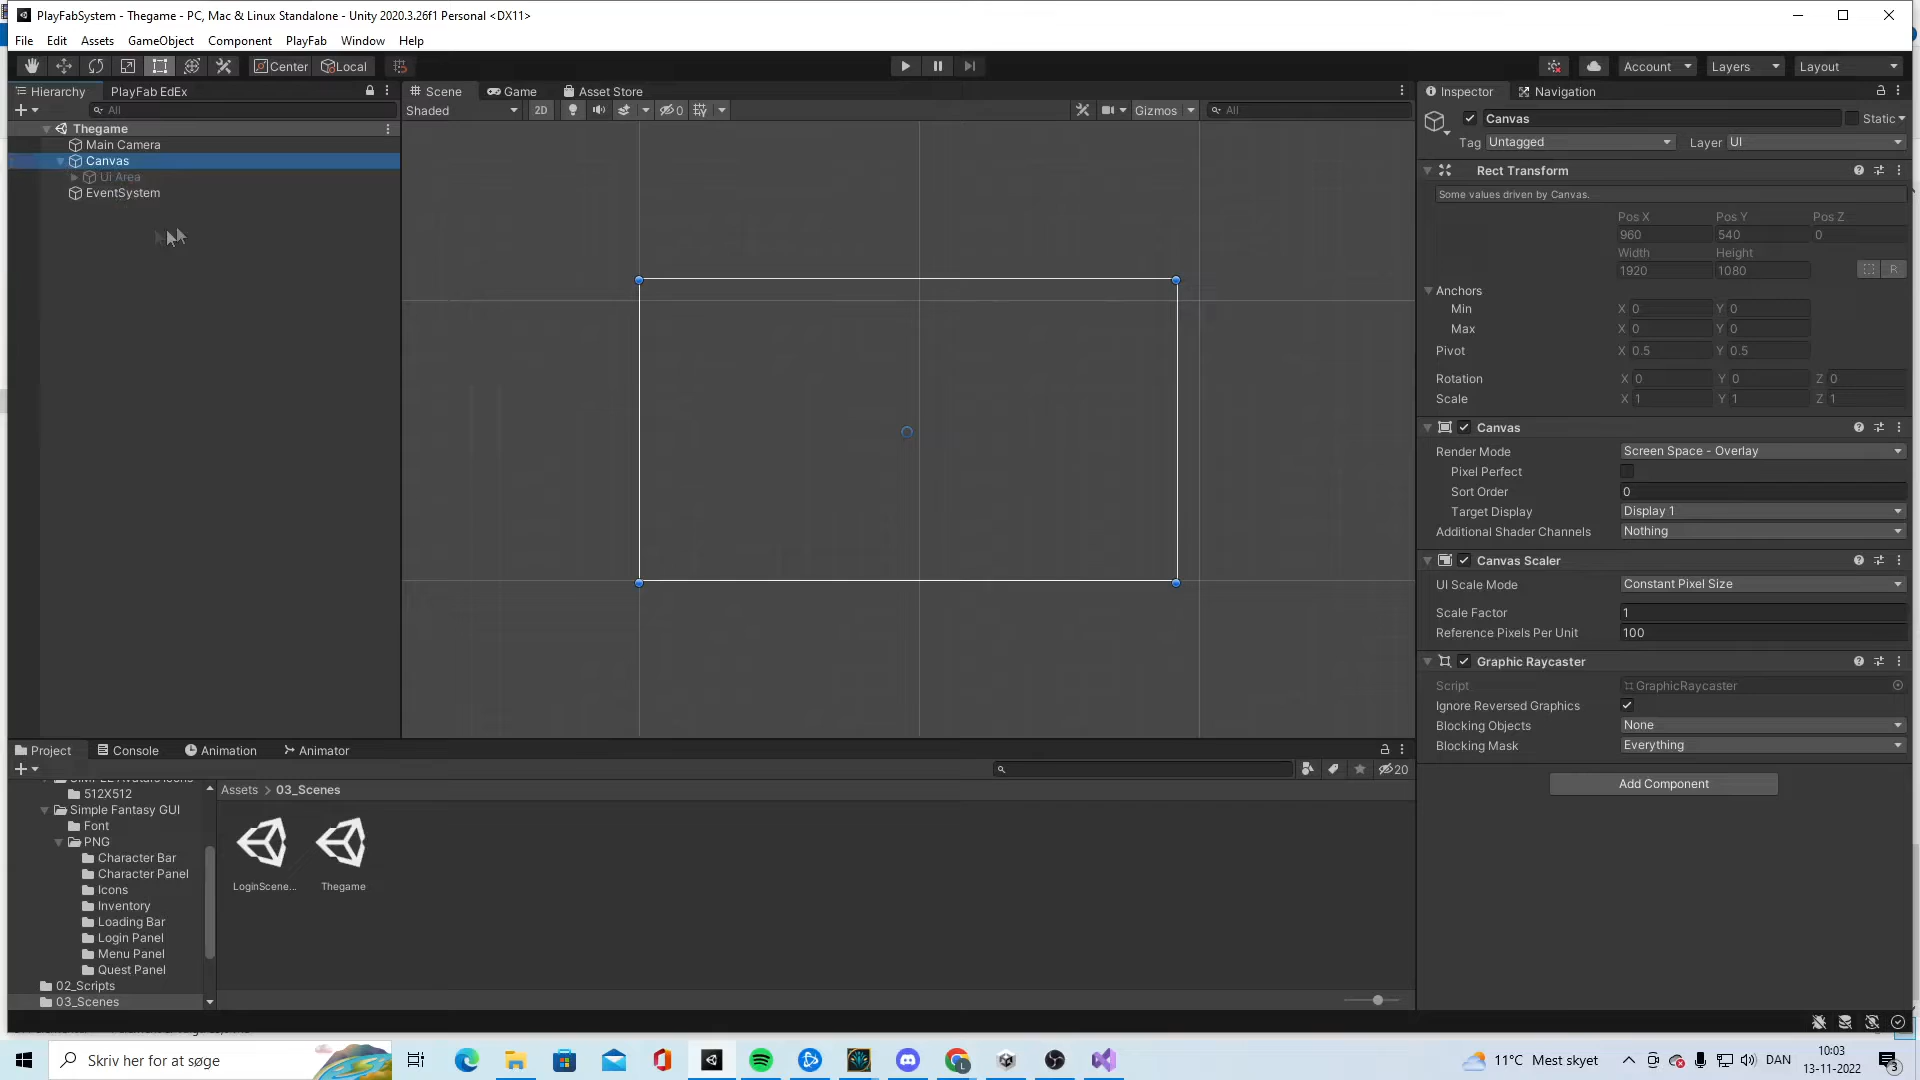 PlayFabSystem - Thegame - PC, Mac & Linux Standalone - Unity 2020.3.26f1 Personal <DX11>
File Edit Assets GameObject Component PlayFab Window Help
Center Local Account Layers Layout
Hierarchy PlayFab EdEx
All
Thegame
Main Camera
Canvas
Ui Area
EventSystem
Scene Game Asset Store
Shaded 2D 0 Gizmos All
Inspector Navigation
Canvas Static
Tag Untagged Layer UI
Rect Transform
Some values driven by Canvas.
Pos X Pos Y Pos Z
960 540 0
Width Height
1920 1080 R
Anchors
Min X 0 Y 0
Max X 0 Y 0
Pivot X 0.5 Y 0.5
Rotation X 0 Y 0 Z 0
Scale X 1 Y 1 Z 1
Canvas
Render Mode Screen Space - Overlay
Pixel Perfect
Sort Order 0
Target Display Display 1
Additional Shader Channels Nothing
Canvas Scaler
UI Scale Mode Constant Pixel Size
Scale Factor 1
Reference Pixels Per Unit 100
Graphic Raycaster
Script GraphicRaycaster
Ignore Reversed Graphics
Blocking Objects None
Blocking Mask Everything
Add Component
Project Console Animation Animator
20
512X512
Simple Fantasy GUI
Font
PNG
Character Bar
Character Panel
Icons
Inventory
Loading Bar
Login Panel
Menu Panel
Quest Panel
02_Scripts
03_Scenes
Assets > 03_Scenes
LoginScene...
Thegame
Skriv her for at søge
11°C Mest skyet
DAN
10:03
13-11-2022
3